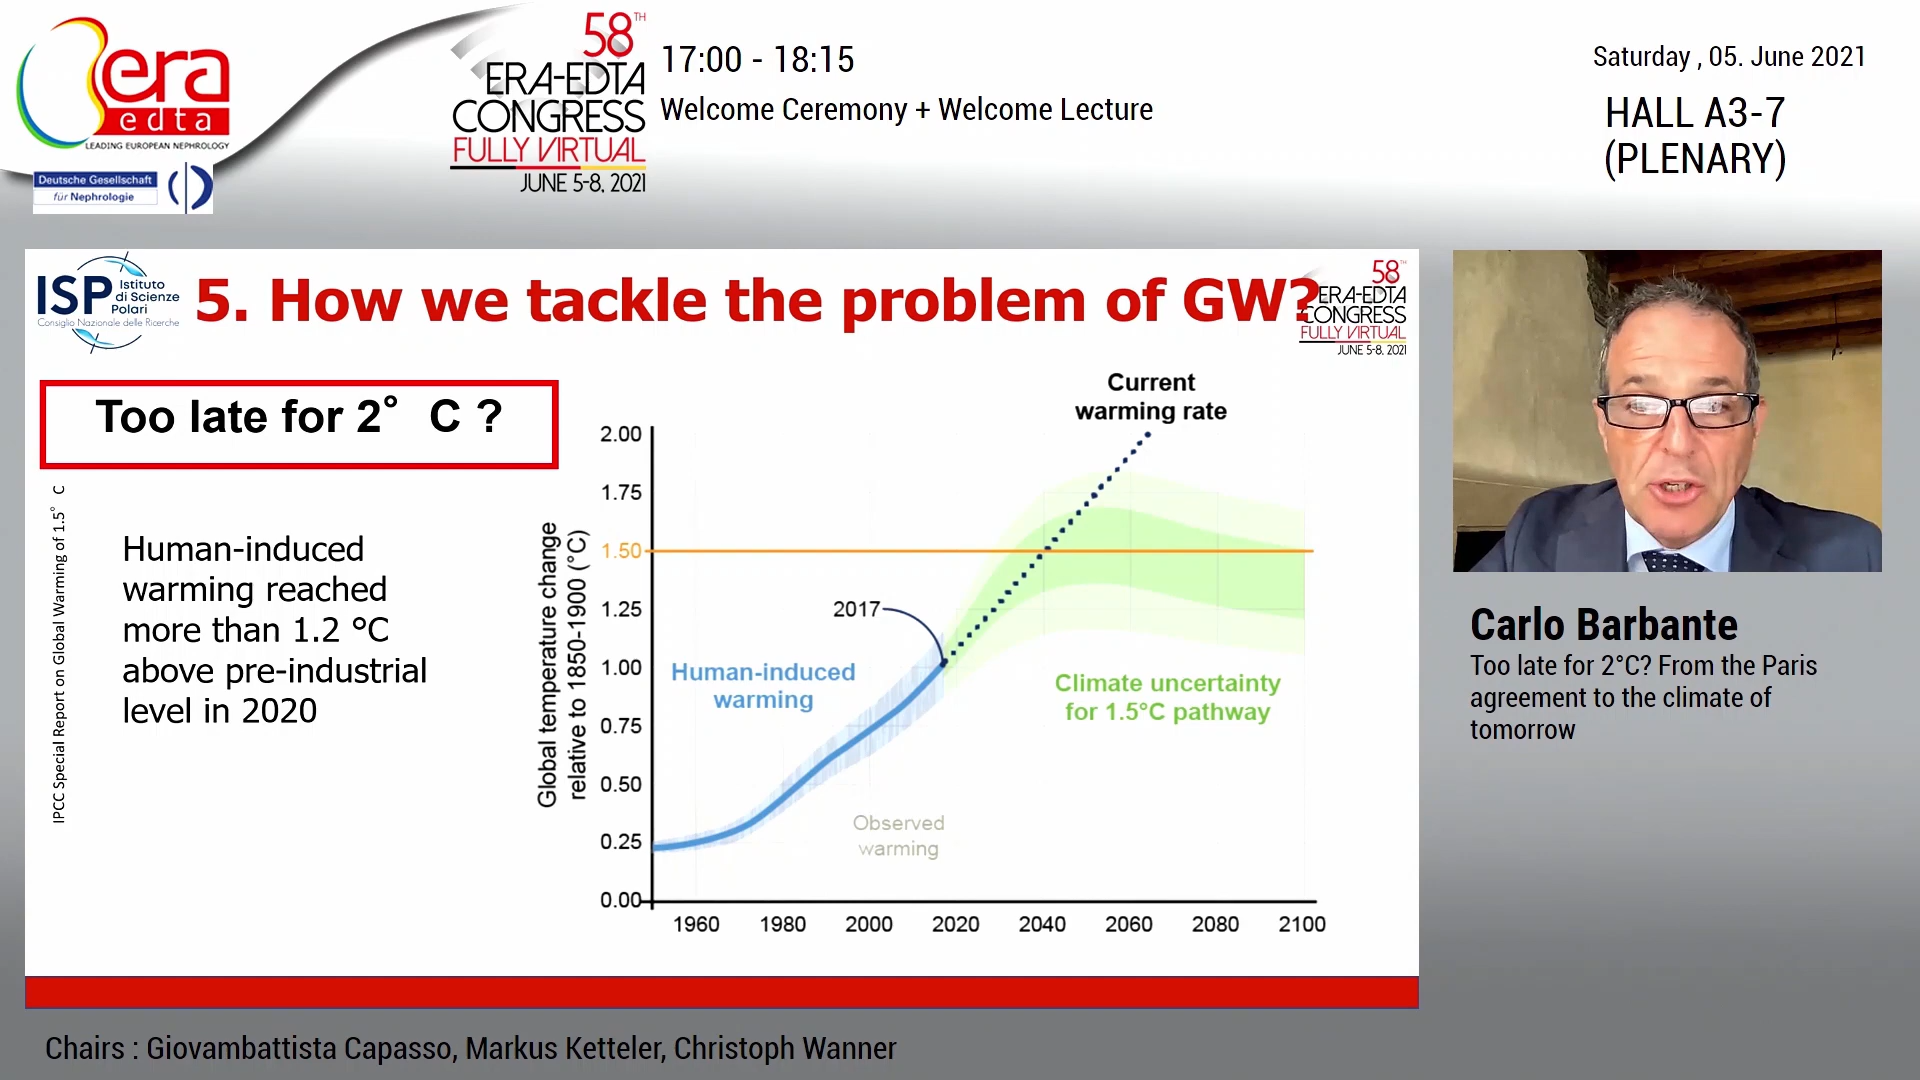 era
edta
LEADING EUROPEAN NEPHROLOGY
Deutsche Gesellschaft
für Nephrologie
58TH
ERA-EDTA
CONGRESS
FULLY VIRTUAL
JUNE 5-8, 2021
17:00 - 18:15
Welcome Ceremony + Welcome Lecture
Saturday , 05. June 2021
HALL A3-7
(PLENARY)
ISP
Istituto
di Scienze
Polari
Consiglio Nazionale delle Ricerche
5. How we tackle the problem of GW?
58TH
ERA-EDTA
CONGRESS
FULLY VIRTUAL
JUNE 5-8, 2021
Too late for 2° C ?
IPCC Special Report on Global Warming of 1.5° C
Human-induced
warming reached
more than 1.2 °C
above pre-industrial
level in 2020
Global temperature change
relative to 1850-1900 (°C)
2.00
1.75
1.50
1.25
1.00
0.75
0.50
0.25
0.00
Current
warming rate
2017
Human-induced
warming
Climate uncertainty
for 1.5°C pathway
Observed
warming
1960 1980 2000 2020 2040 2060 2080 2100
Carlo Barbante
Too late for 2°C? From the Paris
agreement to the climate of
tomorrow
Chairs : Giovambattista Capasso, Markus Ketteler, Christoph Wanner